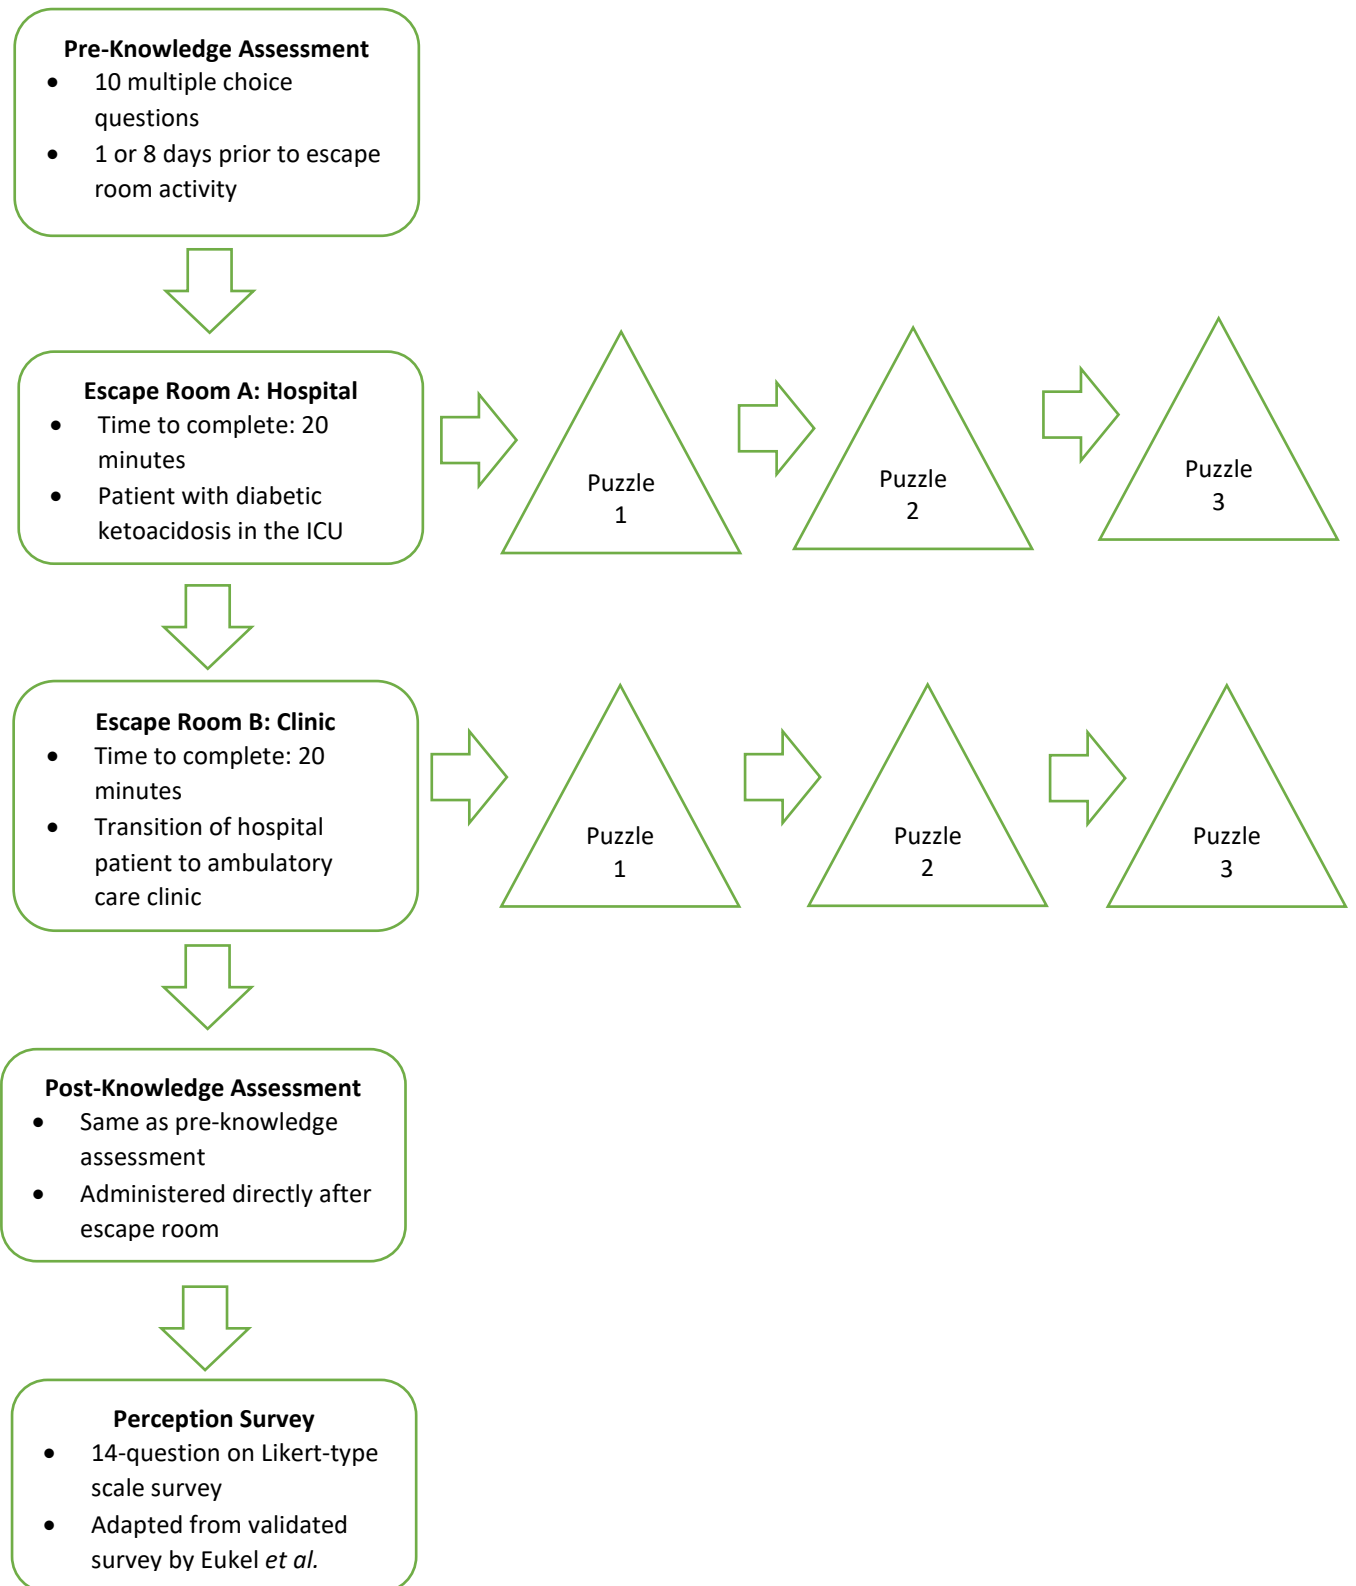 Pre-Knowledge Assessment
• 10 multiple choice
questions
• 1 or 8 days prior to escape
room activity
Escape Room A: Hospital
• Time to complete: 20
minutes
• Patient with diabetic
ketoacidosis in the ICU
Puzzle
1
Puzzle
2
Puzzle
3
Escape Room B: Clinic
• Time to complete: 20
minutes
• Transition of hospital
patient to ambulatory
care clinic
Puzzle
1
Puzzle
2
Puzzle
3
Post-Knowledge Assessment
• Same as pre-knowledge
assessment
• Administered directly after
escape room
Perception Survey
• 14-question on Likert-type
scale survey
• Adapted from validated
survey by Eukel et al.